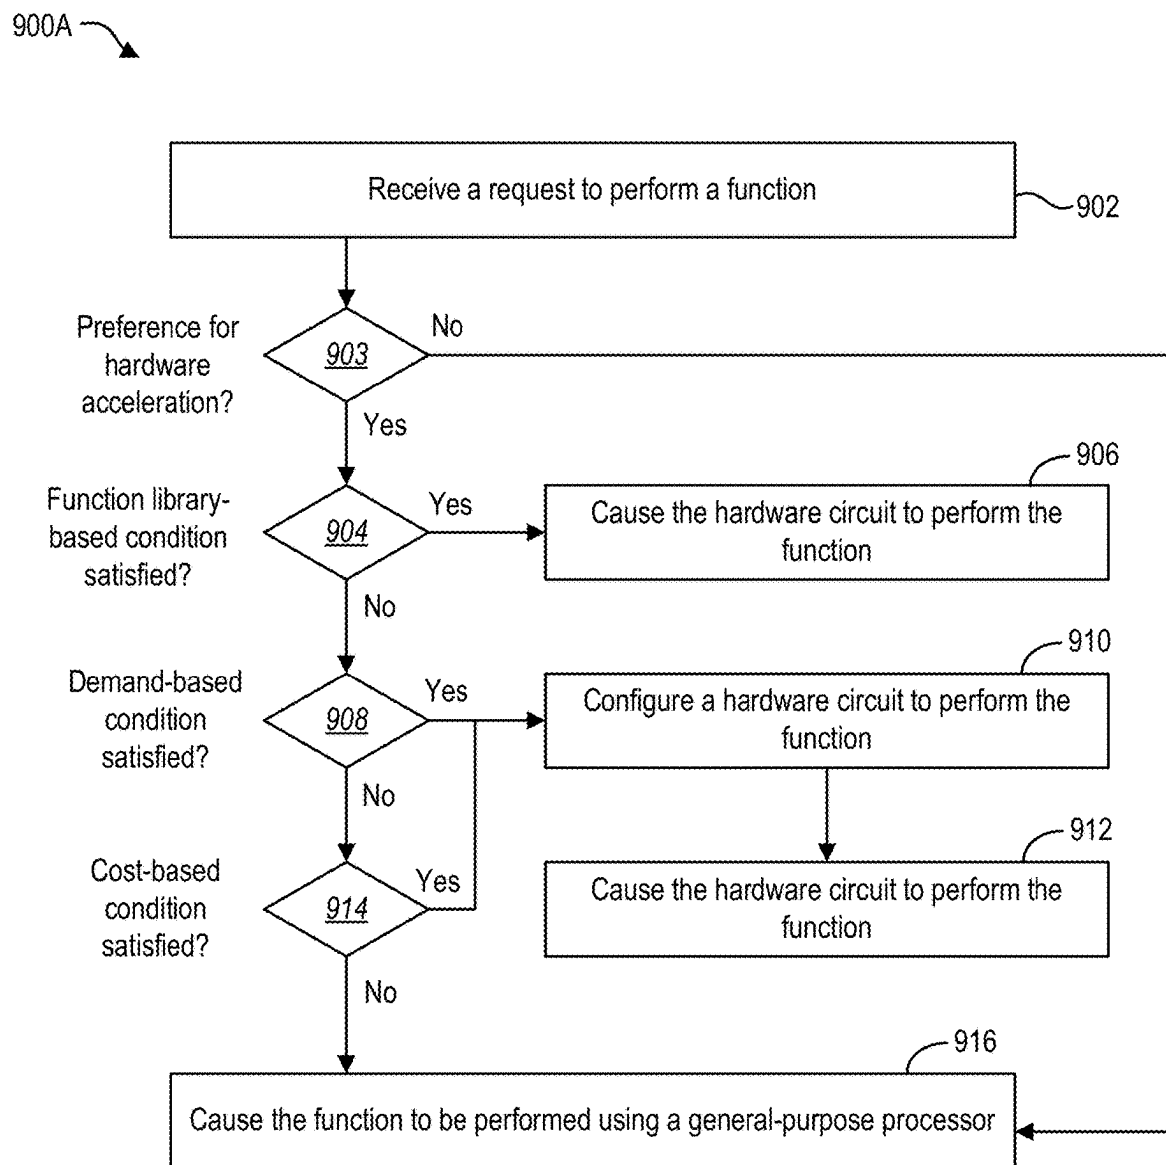 900A
Receive a request to perform a function
902
Preference for
hardware
acceleration?
903
No
Yes
906
Function library-
based condition
satisfied?
904
Yes
Cause the hardware circuit to perform the
function
No
910
Demand-based
condition
satisfied?
908
Yes
Configure a hardware circuit to perform the
function
No
912
Cost-based
condition
satisfied?
914
Yes
Cause the hardware circuit to perform the
function
No
916
Cause the function to be performed using a general-purpose processor